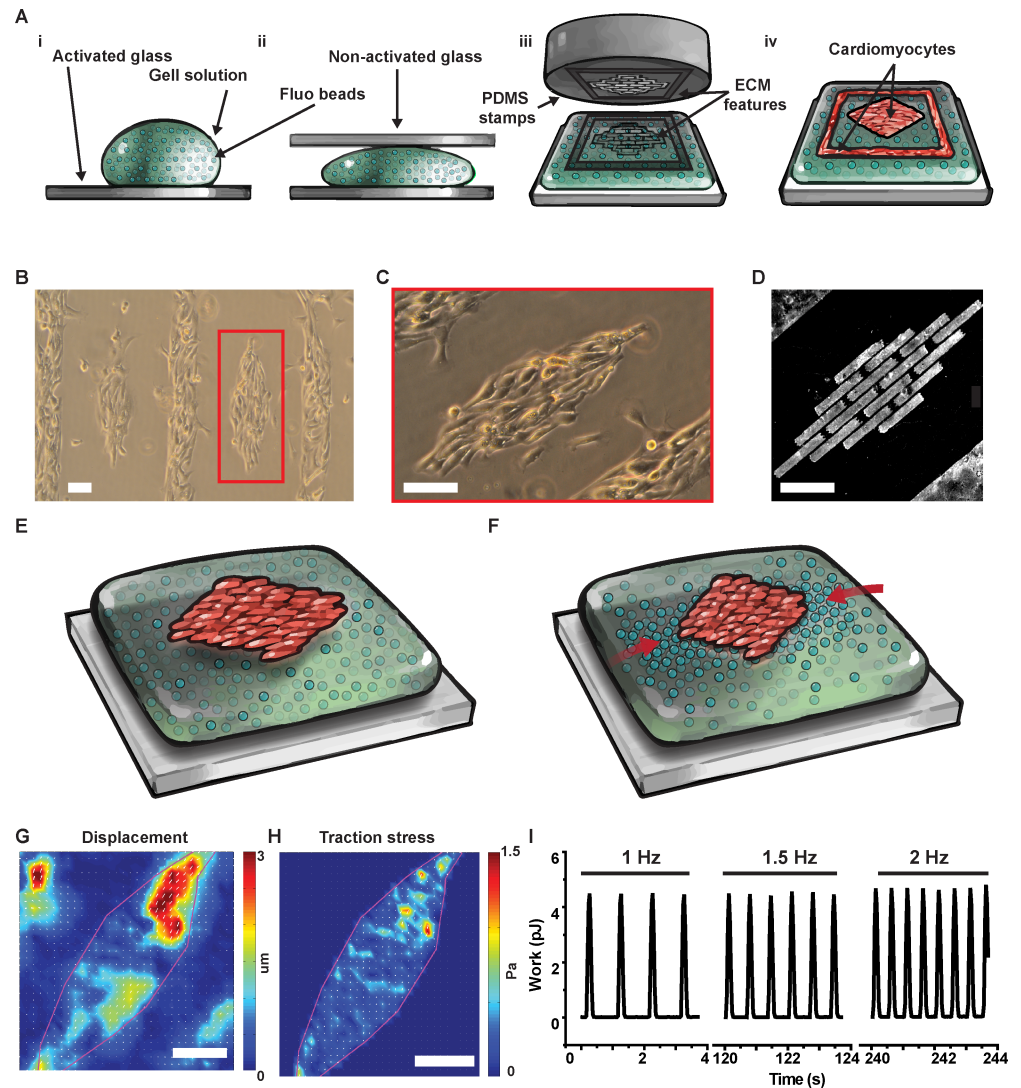 A
i
ii
iii
iv
Activated glass
Gell solution
Fluo beads
Non-activated glass
PDMS
stamps
ECM
features
Cardiomyocytes
B
C
D
E
F
G
Displacement
3
um
0
H
Traction stress
1.5
Pa
0
I
1 Hz
1.5 Hz
2 Hz
Work (pJ)
6
4
2
0
0
2
4
120
122
124
240
242
244
Time (s)